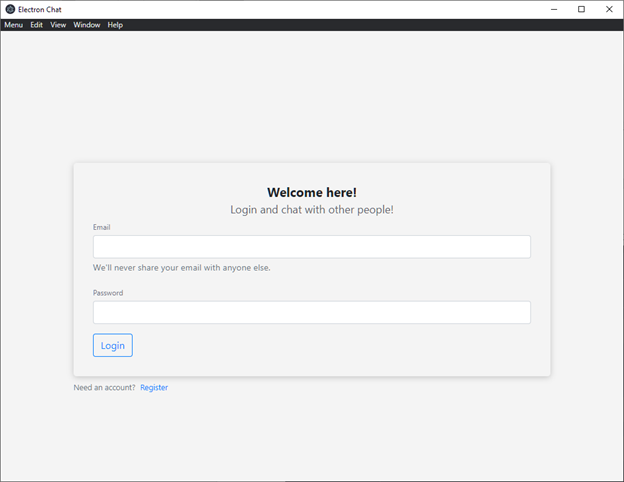 Electron Chat
Menu Edit View Window Help
Welcome here!
Login and chat with other people!
Email
We'll never share your email with anyone else.
Password
Login
Need an account? Register